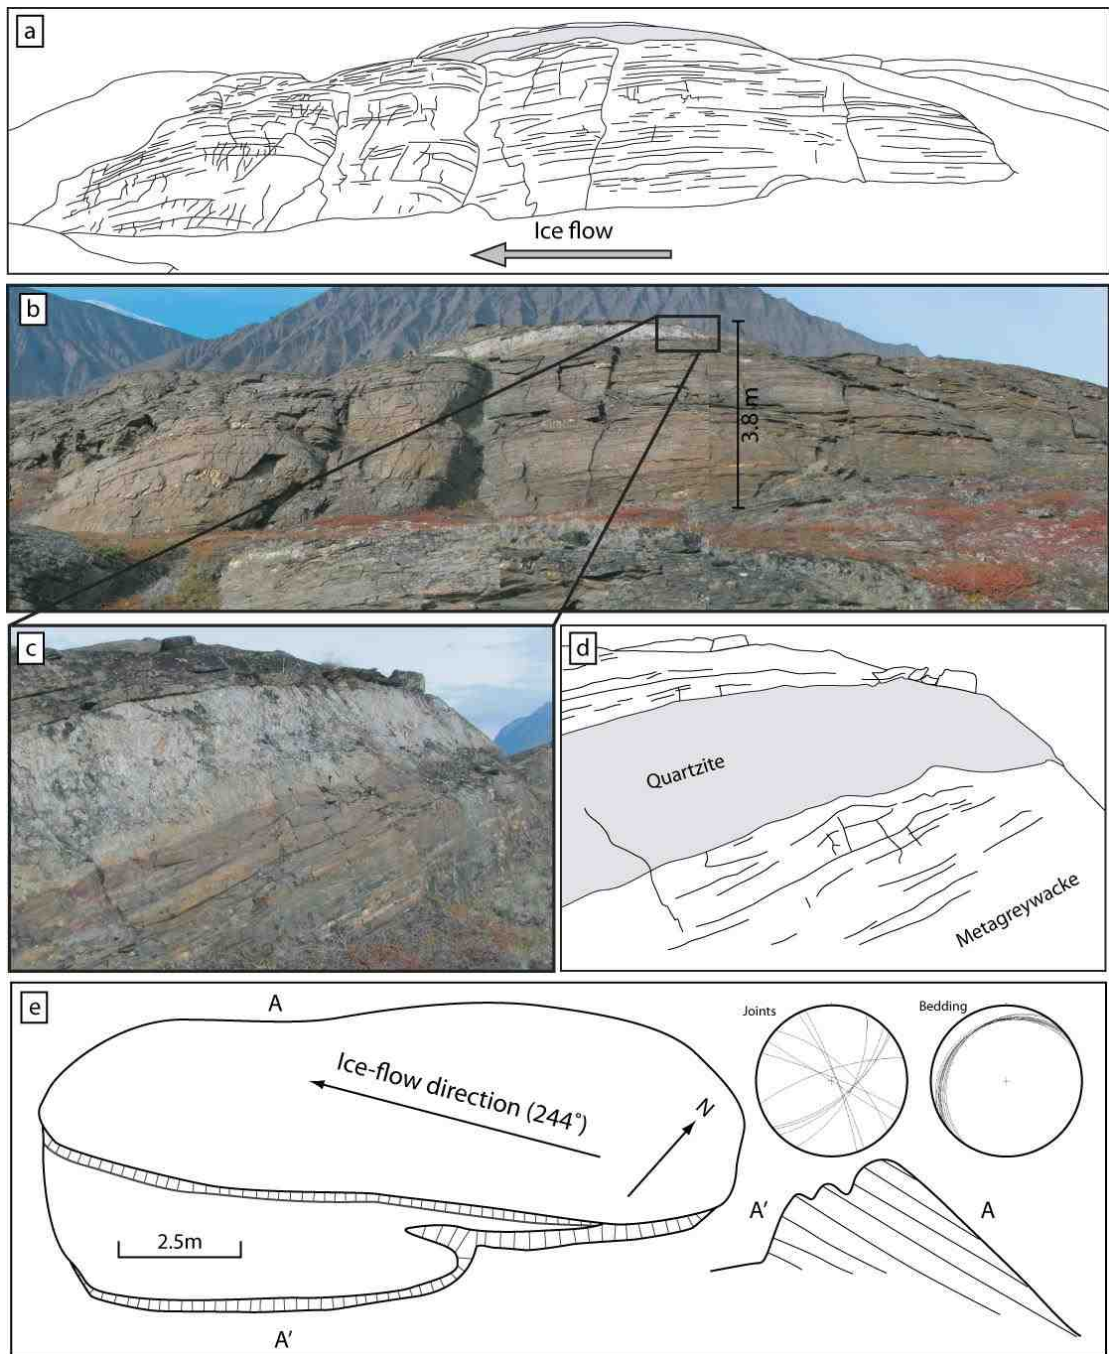 a
Ice flow
b
3.8 m
c
d
Quartzite
Metagreywacke
e
A
Ice-flow direction (244°)
N
2.5m
A'
Joints
Bedding
A'
A